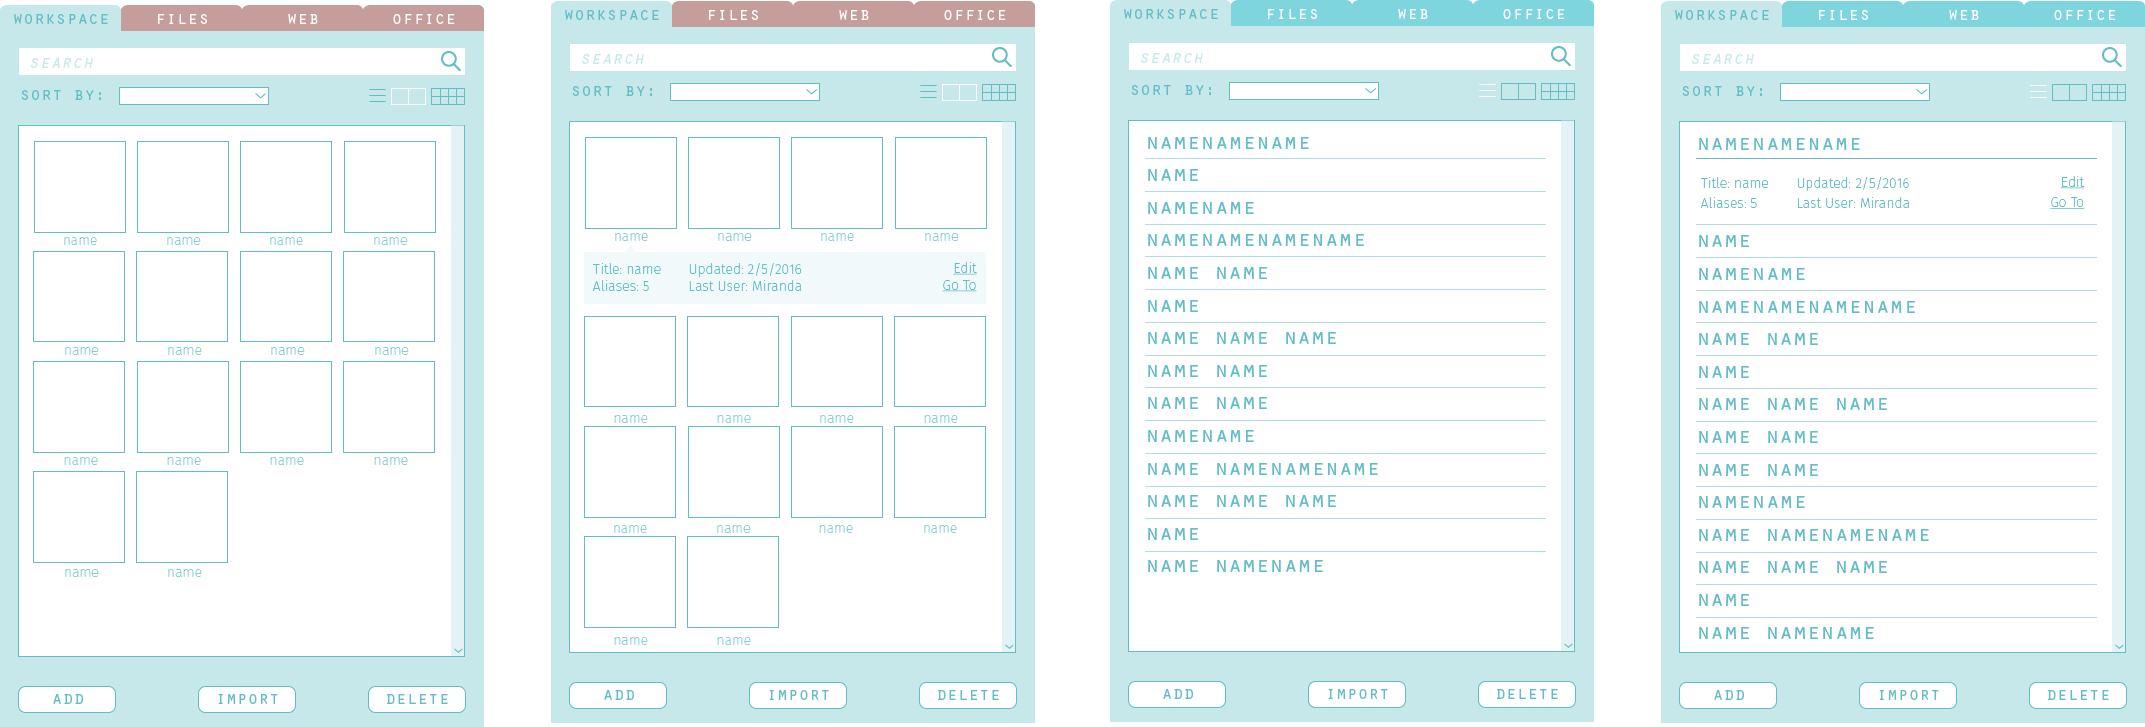 WORKSPACE FILES WEB OFFICE
SEARCH
SORT BY:
name name name name
name name name name
name name name name
name name
ADD IMPORT DELETE
WORKSPACE FILES WEB OFFICE
SEARCH
SORT BY:
name name name name
Title: name Updated: 2/5/2016 Edit
Aliases: 5 Last User: Miranda Go To
name name name name
name name name name
name name
ADD IMPORT DELETE
WORKSPACE FILES WEB OFFICE
SEARCH
SORT BY:
NAMENAMENAME
NAME
NAMENAME
NAMENAMENAMENAME
NAME NAME
NAME
NAME NAME NAME
NAME NAME
NAME NAME
NAMENAME
NAME NAMENAMENAME
NAME NAME NAME
NAME
NAME NAMENAME
ADD IMPORT DELETE
WORKSPACE FILES WEB OFFICE
SEARCH
SORT BY:
NAMENAMENAME
Title: name Updated: 2/5/2016 Edit
Aliases: 5 Last User: Miranda Go To
NAME
NAMENAME
NAMENAMENAMENAME
NAME NAME
NAME
NAME NAME NAME
NAME NAME
NAME NAME
NAMENAME
NAME NAMENAMENAME
NAME NAME NAME
NAME
NAME NAMENAME
ADD IMPORT DELETE